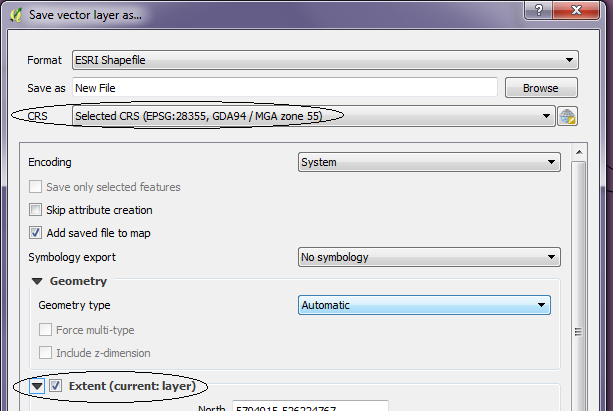 Save vector layer as...
Format ESRI Shapefile
Save as New File Browse
CRS Selected CRS (EPSG:28355, GDA94 / MGA zone 55)
Encoding System
Save only selected features
Skip attribute creation
Add saved file to map
Symbology export No symbology
Geometry
Geometry type Automatic
Force multi-type
Include z-dimension
Extent (current: layer)
North